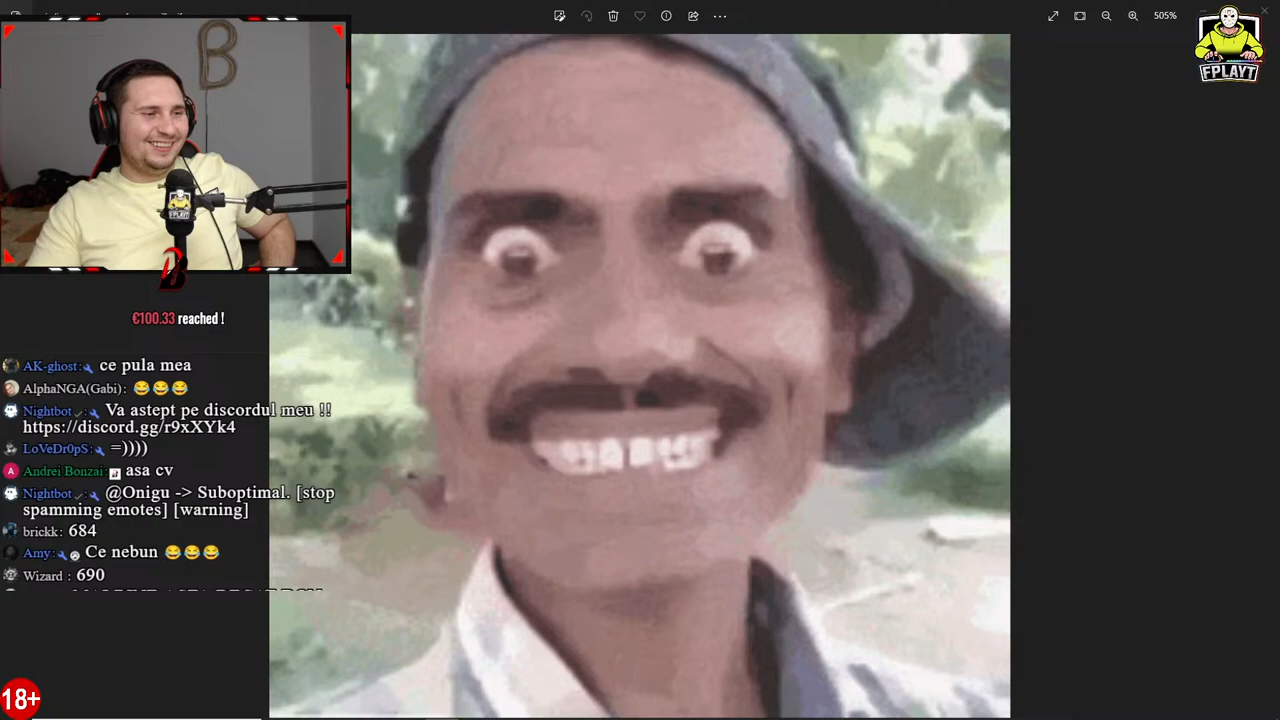 505%
FPLAYT
FPLAYT
€100.33 reached !
AK-ghost: ce pula mea
AlphaNGA(Gabi): 😂😂😂
Nightbot: Va astept pe discordul meu !!
https://discord.gg/r9xXYk4
LoVeDr0pS: =))))
Andrei Bonzai: asa cv
Nightbot: @Onigu -> Suboptimal. [stop
spamming emotes] [warning]
brickk: 684
Amy: Ce nebun 😂😂😂
Wizard : 690
18+